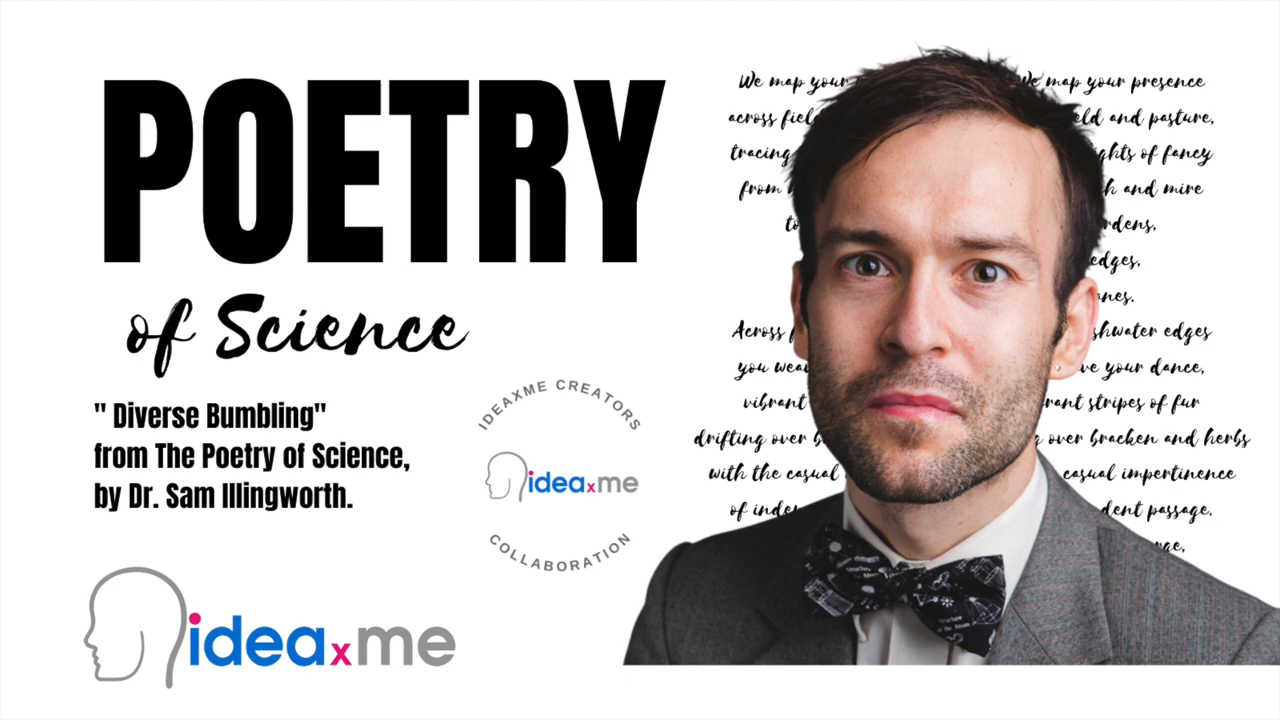 POETRY
of Science
" Diverse Bumbling"
from The Poetry of Science,
by Dr. Sam Illingworth.
IDEAXME CREATORS
ideaxme
COLLABORATION
ideaxme
We map your
We map your presence
across
and pasture,
tracing
of fancy
from
and mire
Across
edges
you
your dance,
vibrant
stripes of fur
drifting over
over bracken and herbs
with the casual
casual impertinence
of
passage.
Structure